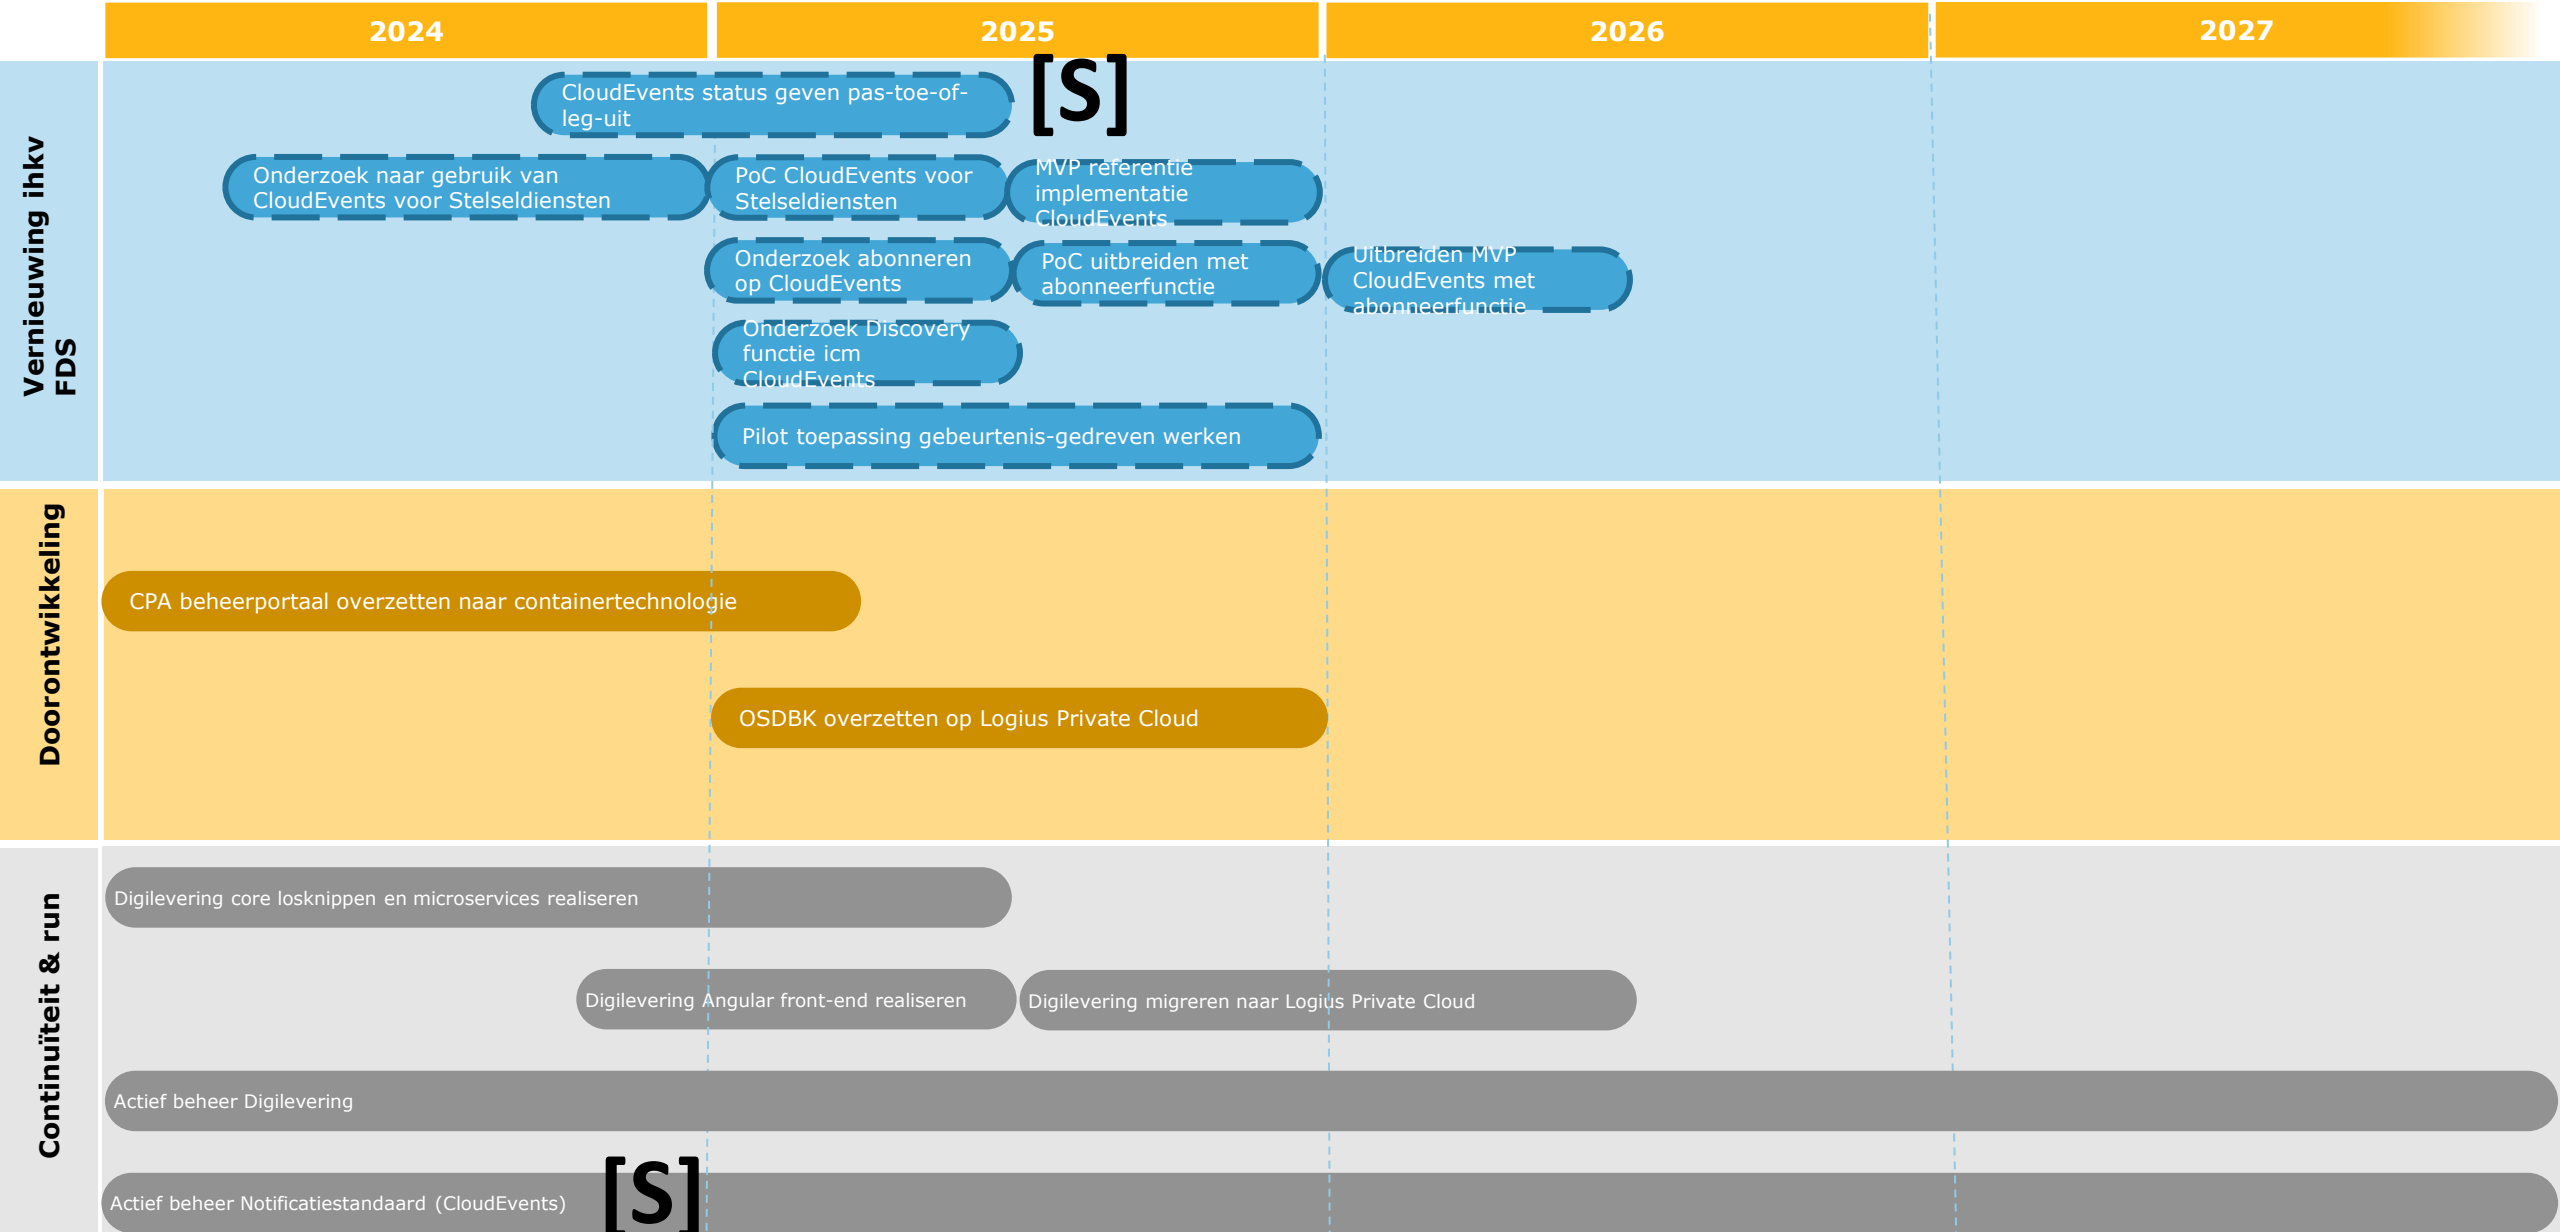 2024
2025
2026
2027
Vernieuwing ihkv
FDS
CloudEvents status geven pas-toe-of-
leg-uit
[S]
Onderzoek naar gebruik van
CloudEvents voor Stelseldiensten
PoC CloudEvents voor
Stelseldiensten
MVP referentie
implementatie
CloudEvents
Onderzoek abonneren
op CloudEvents
PoC uitbreiden met
abonneerfunctie
Uitbreiden MVP
CloudEvents met
abonneerfunctie
Onderzoek Discovery
functie icm
CloudEvents
Pilot toepassing gebeurtenis-gedreven werken
Doorontwikkeling
CPA beheerportaal overzetten naar containertechnologie
OSDBK overzetten op Logius Private Cloud
Continuïteit & run
Digilevering core losknippen en microservices realiseren
Digilevering Angular front-end realiseren
Digilevering migreren naar Logius Private Cloud
Actief beheer Digilevering
Actief beheer Notificatiestandaard (CloudEvents)
[S]